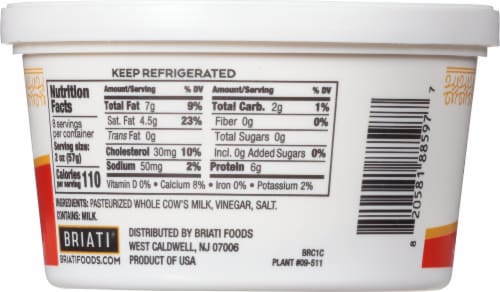 KEEP REFRIGERATED
Nutrition Facts
8 servings per container
Serving size: 2 oz (57g)
Calories per serving 110
Amount/Serving % DV
Total Fat 7g 9%
Sat. Fat 4.5g 23%
Trans Fat 0g
Cholesterol 30mg 10%
Sodium 50mg 2%
Amount/Serving % DV
Total Carb. 2g 1%
Fiber 0g 0%
Total Sugars 0g
Incl. 0g Added Sugars 0%
Protein 6g
Vitamin D 0% • Calcium 8% • Iron 0% • Potassium 2%
INGREDIENTS: PASTEURIZED WHOLE COW'S MILK, VINEGAR, SALT.
CONTAINS: MILK.
BRIATI
BRIATIFOODS.COM
DISTRIBUTED BY BRIATI FOODS
WEST CALDWELL, NJ 07006
PRODUCT OF USA
BRC1C
PLANT #09-511
8 20581 88597 7